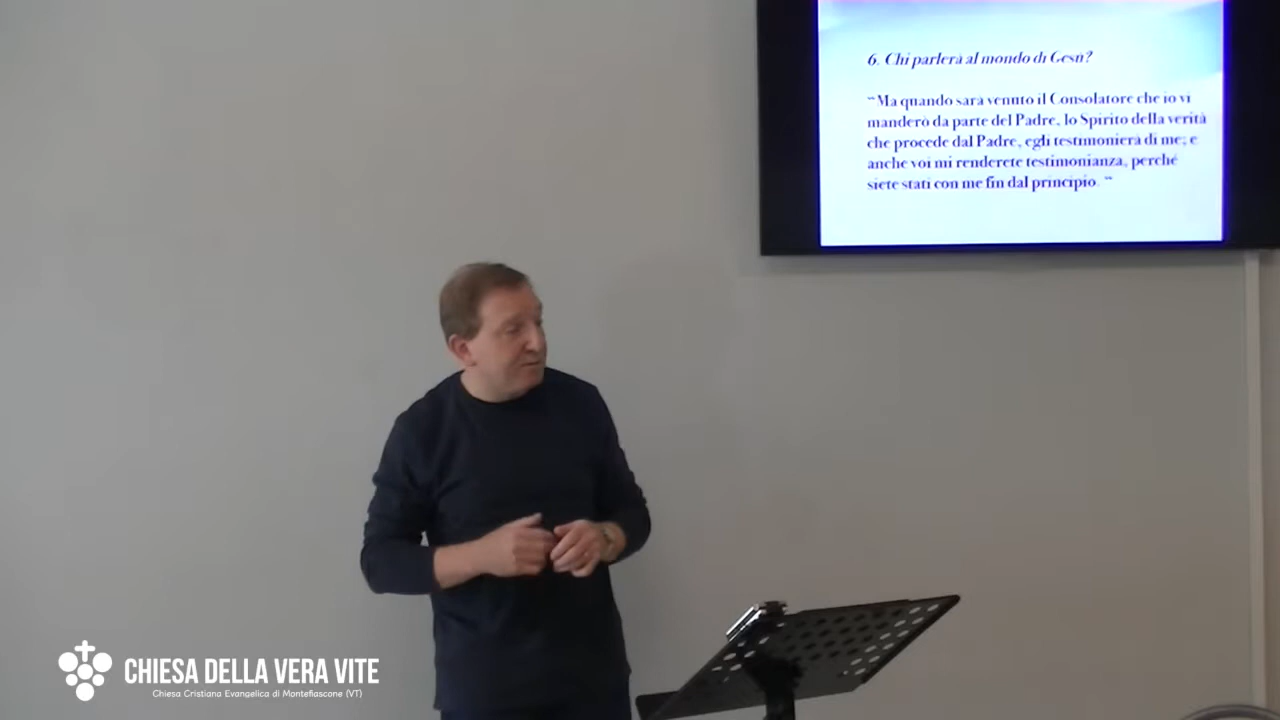 6. Chi parlerà al mondo di Gesù?
“Ma quando sarà venuto il Consolatore che io vi
manderò da parte del Padre, lo Spirito della verità
che procede dal Padre, egli testimonierà di me; e
anche voi mi renderete testimonianza, perché
siete stati con me fin dal principio. “
CHIESA DELLA VERA VITE
Chiesa Cristiana Evangelica di Montefiascone (VT)